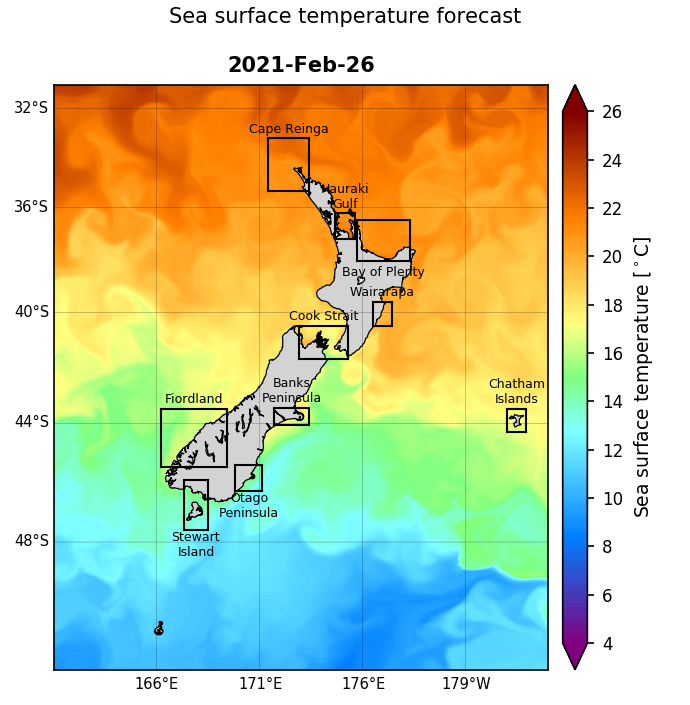 Sea surface temperature forecast
2021-Feb-26
32°S
36°S
40°S
44°S
48°S
166°E
171°E
176°E
179°W
Cape Reinga
Hauraki
Gulf
Bay of Plenty
Wairarapa
Cook Strait
Banks
Peninsula
Fiordland
Chatham
Islands
Otago
Peninsula
Stewart
Island
26
24
22
20
18
16
14
12
10
8
6
4
Sea surface temperature [°C]